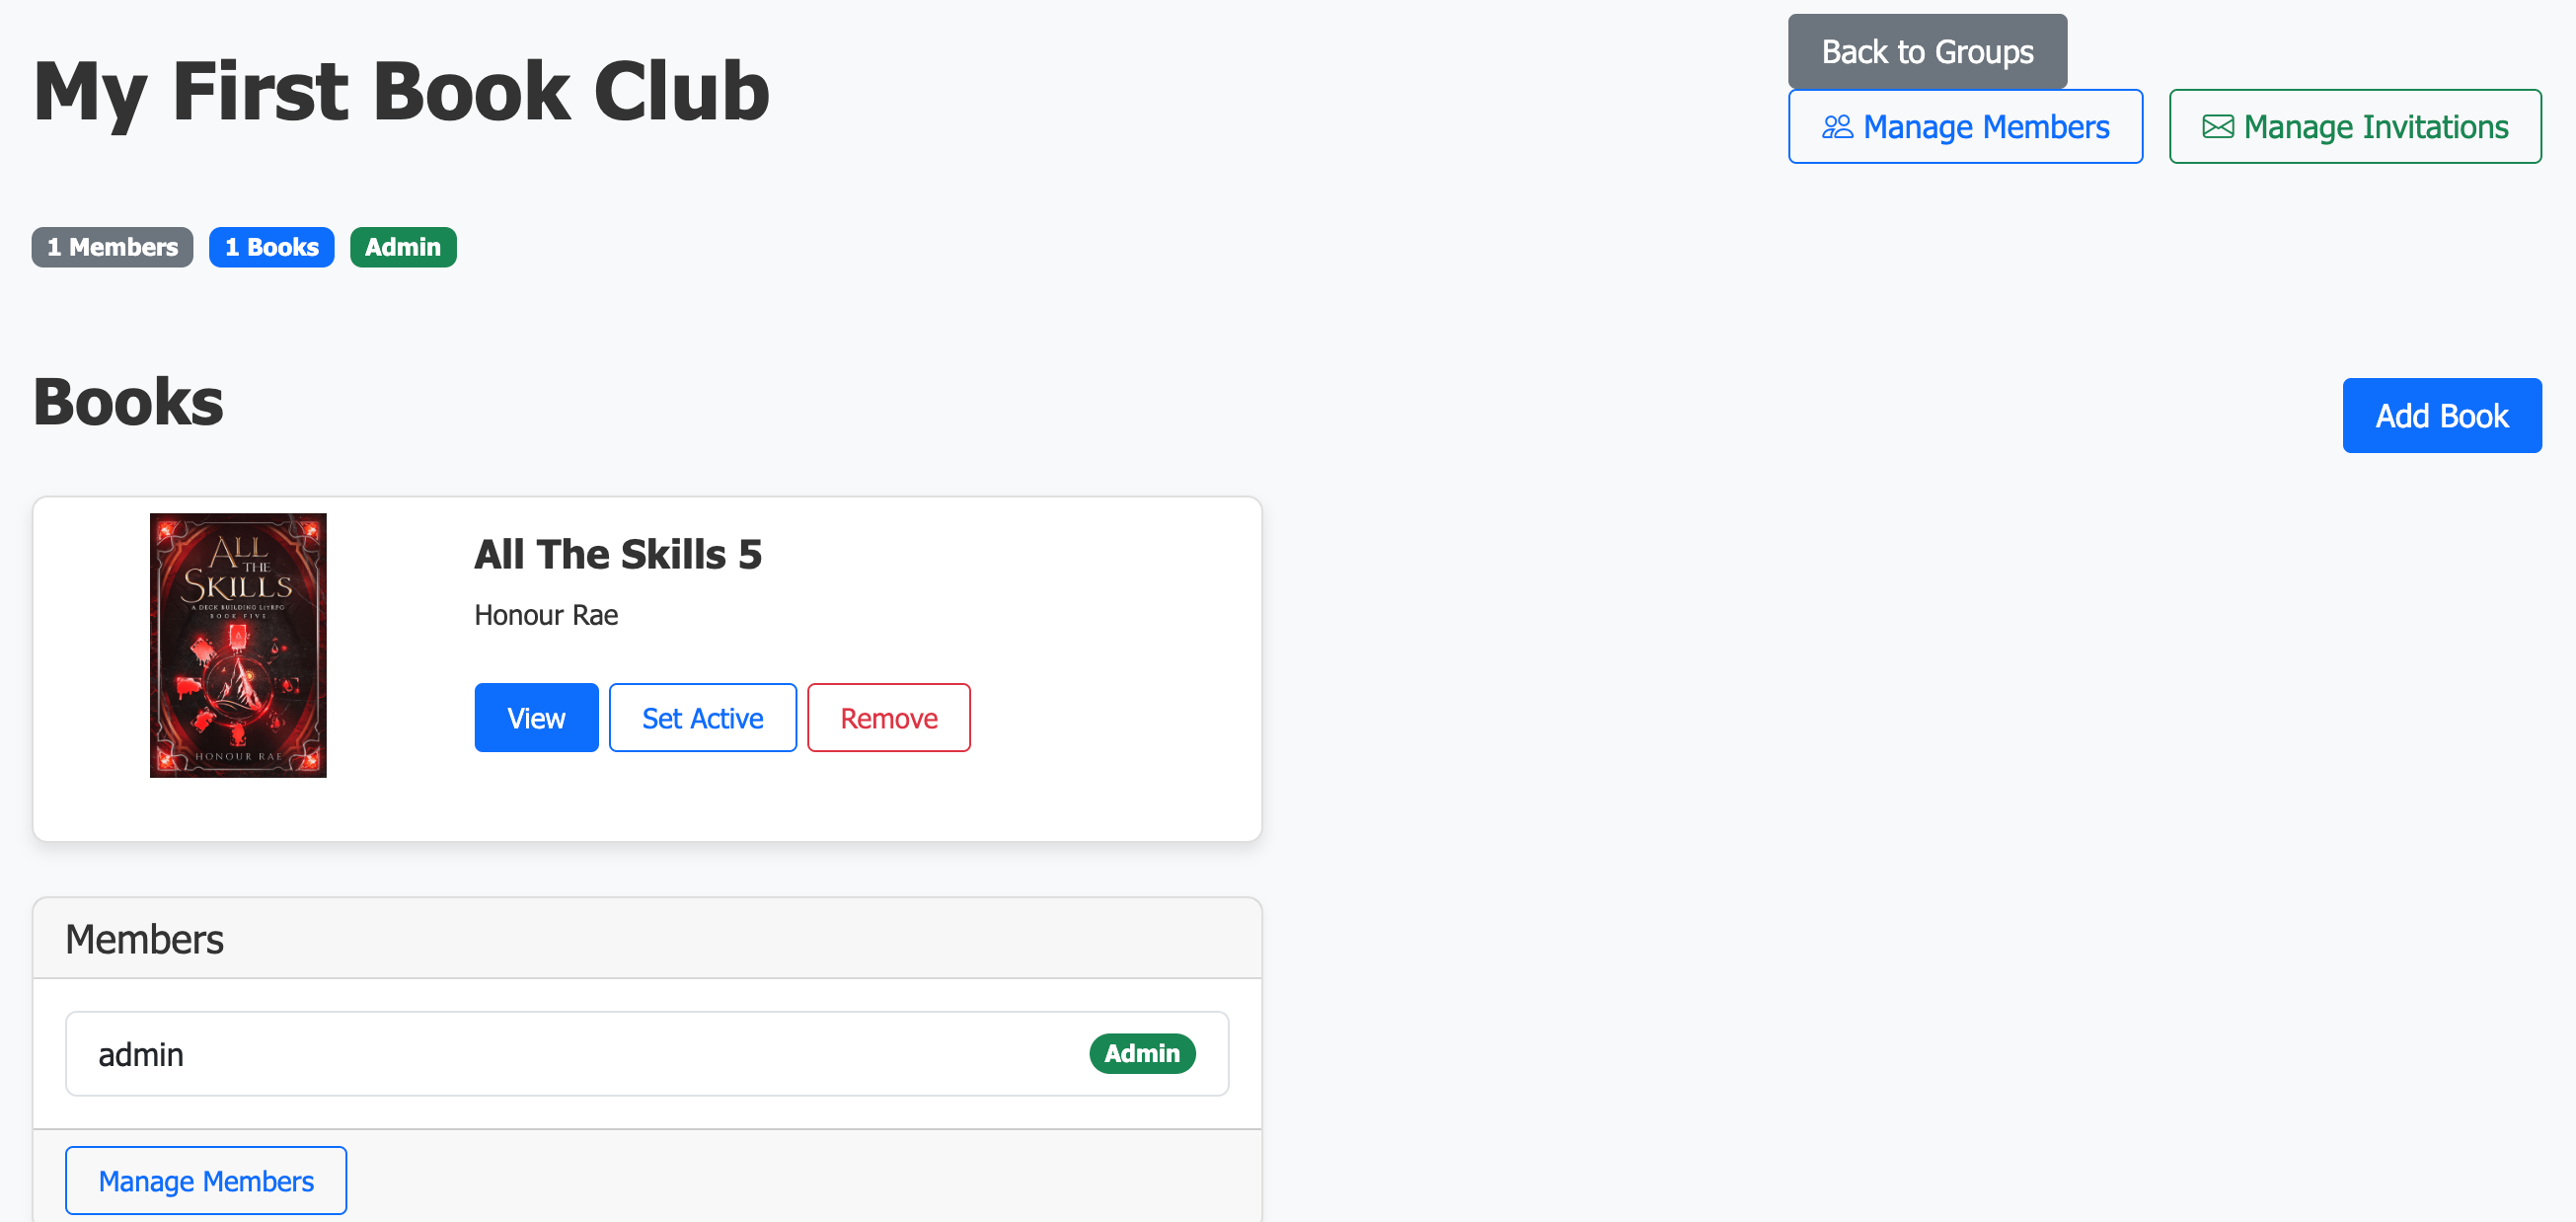 My First Book Club
Back to Groups
Manage Members
Manage Invitations
1 Members
1 Books
Admin
Books
Add Book
ALL
THE
SKILLS
A DECK BUILDING LITRPG
BOOK FIVE
HONOUR RAE
All The Skills 5
Honour Rae
View
Set Active
Remove
Members
admin
Admin
Manage Members